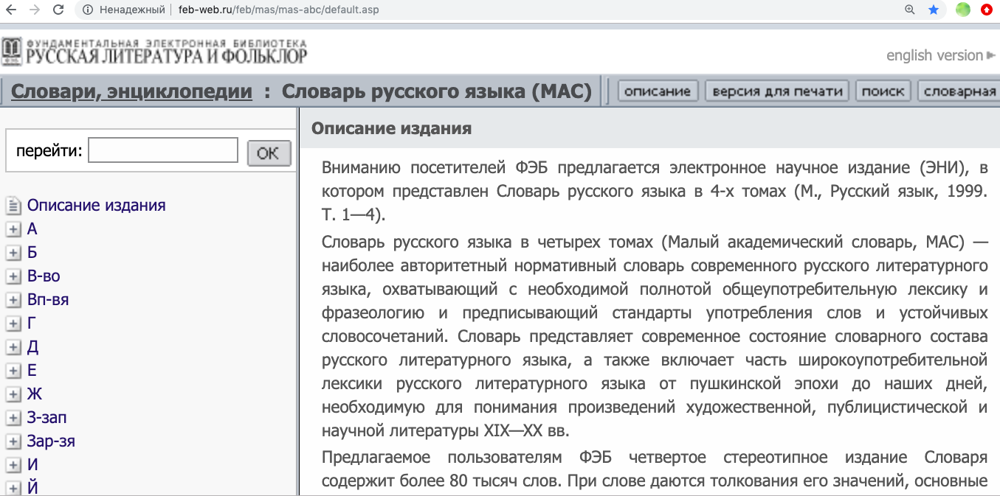 Ненадежный feb-web.ru/feb/mas/mas-abc/default.asp
ФУНДАМЕНТАЛЬНАЯ ЭЛЕКТРОННАЯ БИБЛИОТЕКА
РУССКАЯ ЛИТЕРАТУРА И ФОЛЬКЛОР
english version
Словари, энциклопедии : Словарь русского языка (МАС)
описание версия для печати поиск словарная
перейти: OK
Описание издания
А
Б
В-во
Вп-вя
Г
Д
Е
Ж
З-зап
Зар-зя
И
Й
Описание издания
Вниманию посетителей ФЭБ предлагается электронное научное издание (ЭНИ), в
котором представлен Словарь русского языка в 4-х томах (М., Русский язык, 1999.
Т. 1—4).
Словарь русского языка в четырех томах (Малый академический словарь, МАС) —
наиболее авторитетный нормативный словарь современного русского литературного
языка, охватывающий с необходимой полнотой общеупотребительную лексику и
фразеологию и предписывающий стандарты употребления слов и устойчивых
словосочетаний. Словарь представляет современное состояние словарного состава
русского литературного языка, а также включает часть широкоупотребительной
лексики русского литературного языка от пушкинской эпохи до наших дней,
необходимую для понимания произведений художественной, публицистической и
научной литературы XIX—XX вв.
Предлагаемое пользователям ФЭБ четвертое стереотипное издание Словаря
содержит более 80 тысяч слов. При слове даются толкования его значений, основные